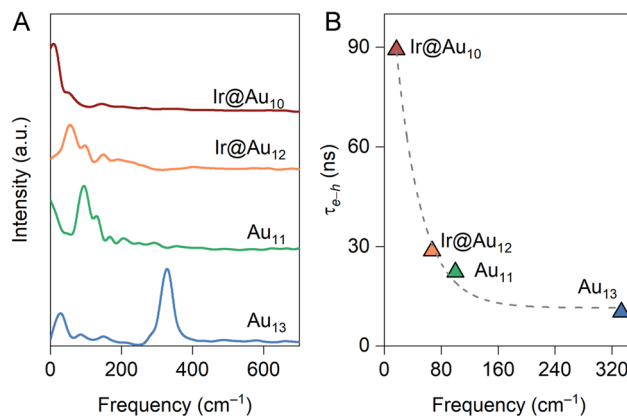 A
Intensity (a.u.)
Ir@Au₁₀
Ir@Au₁₂
Au₁₁
Au₁₃
0 200 400 600
Frequency (cm⁻¹)
B
τₑ₋ₕ (ns)
90
60
30
0
Ir@Au₁₀
Ir@Au₁₂
Au₁₁
Au₁₃
0 80 160 240 320
Frequency (cm⁻¹)